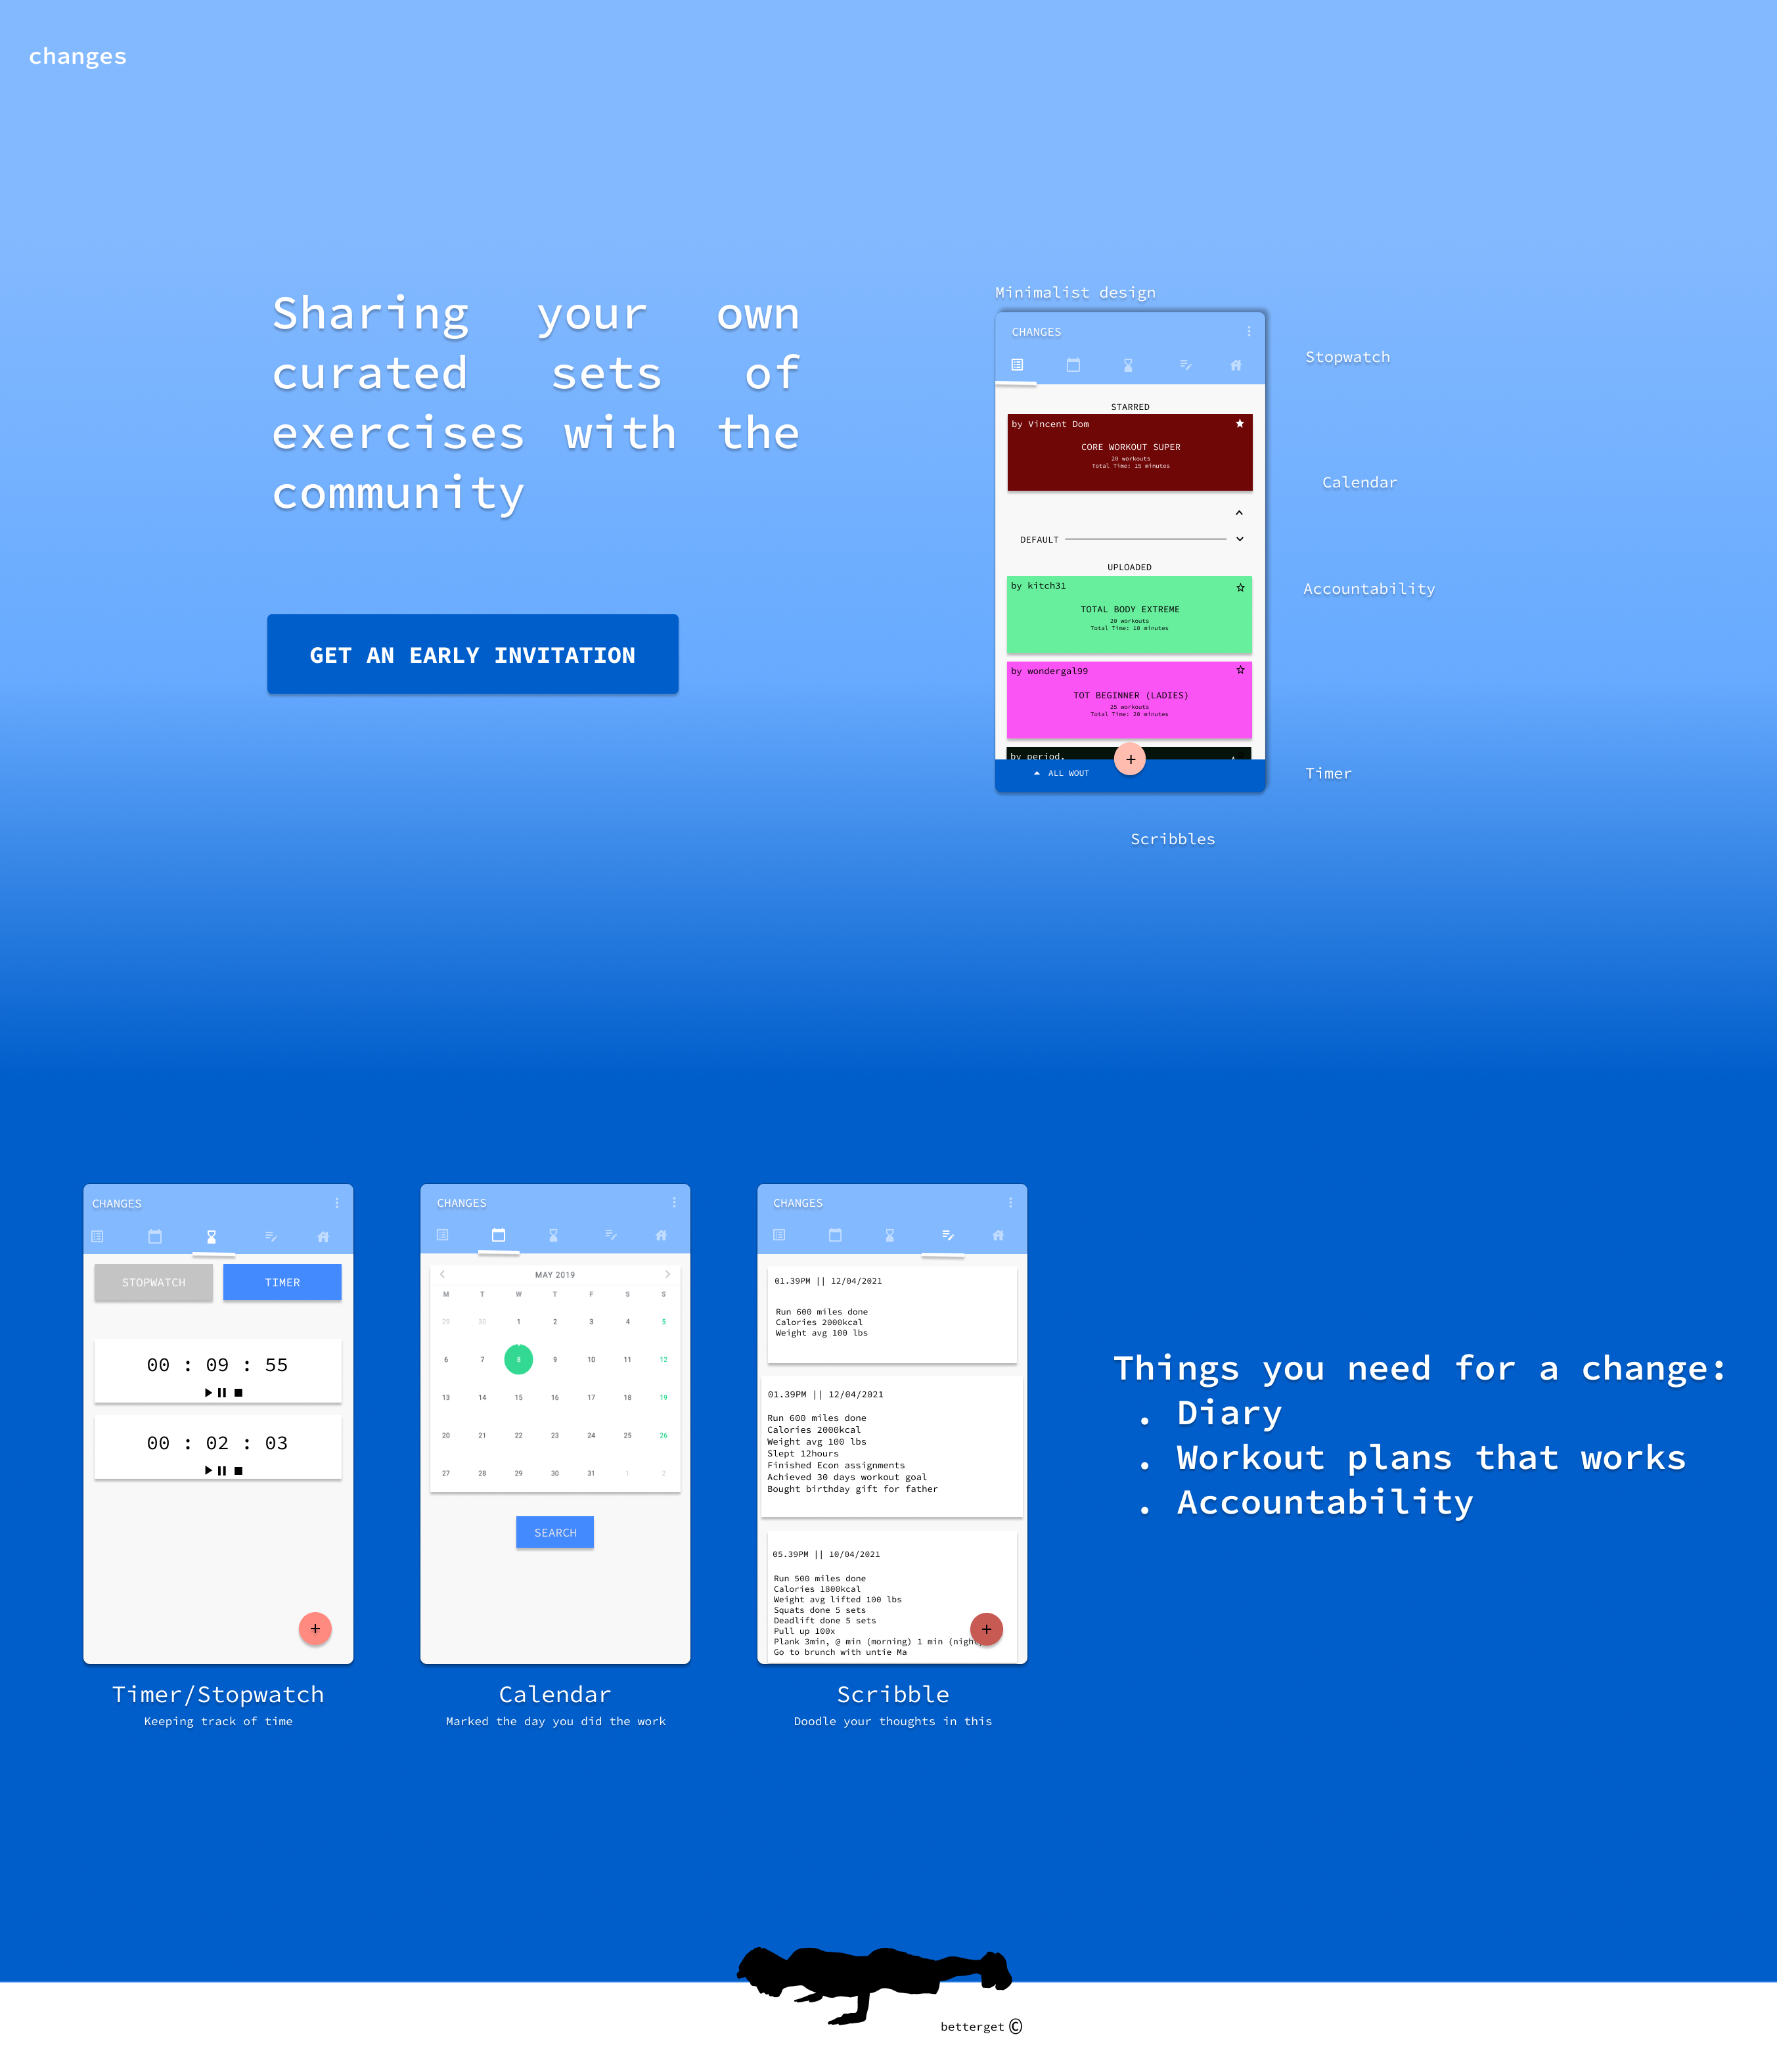 changes
Sharing your own
curated sets of
exercises with the
community
GET AN EARLY INVITATION
Minimalist design
CHANGES
STARRED
by Vincent Dom
CORE WORKOUT SUPER
20 workouts
Total Time: 15 minutes
DEFAULT
UPLOADED
by kitch31
TOTAL BODY EXTREME
20 workouts
Total Time: 10 minutes
by wondergal99
TOT BEGINNER (LADIES)
25 workouts
Total Time: 20 minutes
by period.
ALL WOUT
Stopwatch
Calendar
Accountability
Timer
Scribbles
CHANGES
STOPWATCH TIMER
00 : 09 : 55
00 : 02 : 03
Timer/Stopwatch
Keeping track of time
CHANGES
MAY 2019
M T W T F S S
29 30 1 2 3 4 5
6 7 8 9 10 11 12
13 14 15 16 17 18 19
20 21 22 23 24 25 26
27 28 29 30 31 1 2
SEARCH
Calendar
Marked the day you did the work
CHANGES
01.39PM || 12/04/2021
Run 600 miles done
Calories 2000kcal
Weight avg 100 lbs
01.39PM || 12/04/2021
Run 600 miles done
Calories 2000kcal
Weight avg 100 lbs
Slept 12hours
Finished Econ assignments
Achieved 30 days workout goal
Bought birthday gift for father
05.39PM || 10/04/2021
Run 500 miles done
Calories 1800kcal
Weight avg lifted 100 lbs
Squats done 5 sets
Deadlift done 5 sets
Pull up 100x
Plank 3min, @ min (morning) 1 min (night
Go to brunch with untie Ma
Scribble
Doodle your thoughts in this
Things you need for a change:
. Diary
. Workout plans that works
. Accountability
betterget ©